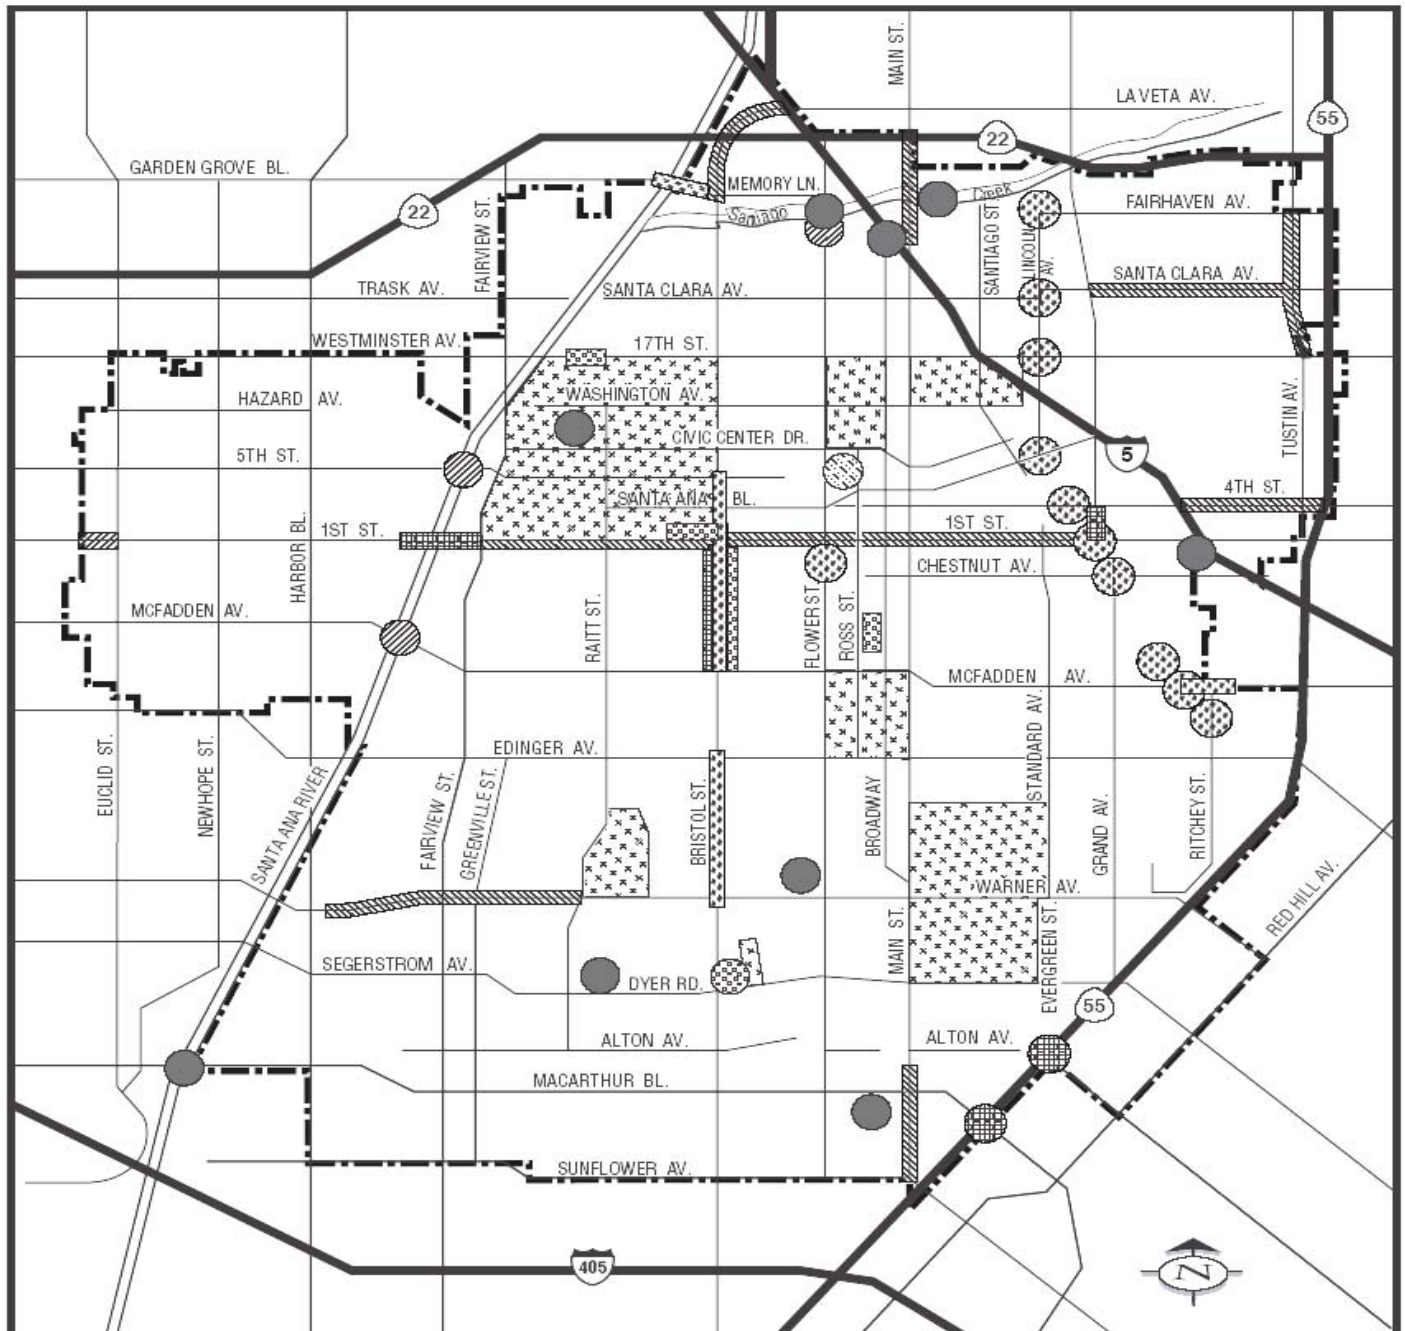 MAIN ST.
LA VETA AV.
55
22
GARDEN GROVE BL.
MEMORY LN.
Creek
Santiago
22
FAIRVIEW ST.
FAIRHAVEN AV.
SANTIAGO ST.
LINCOLN AV.
SANTA CLARA AV.
TRASK AV.
SANTA CLARA AV.
WESTMINSTER AV.
17TH ST.
HAZARD AV.
WASHINGTON AV.
TUSTIN AV.
CIVIC CENTER DR.
5
5TH ST.
4TH ST.
SANTA ANA BL.
HARBOR BL.
1ST ST.
1ST ST.
CHESTNUT AV.
MCFADDEN AV.
RAITT ST.
FLOWER ST.
ROSS ST.
MCFADDEN AV.
STANDARD AV.
EDINGER AV.
EUCLID ST.
NEWHOPE ST.
SANTA ANA RIVER
FAIRVIEW ST.
GREENVILLE ST.
BRISTOL ST.
BROADWAY
GRAND AV.
RITCHEY ST.
WARNER AV.
RED HILL AV.
MAIN ST.
EVERGREEN ST.
SEGERSTROM AV.
DYER RD.
55
ALTON AV.
ALTON AV.
MACARTHUR BL.
SUNFLOWER AV.
405
N